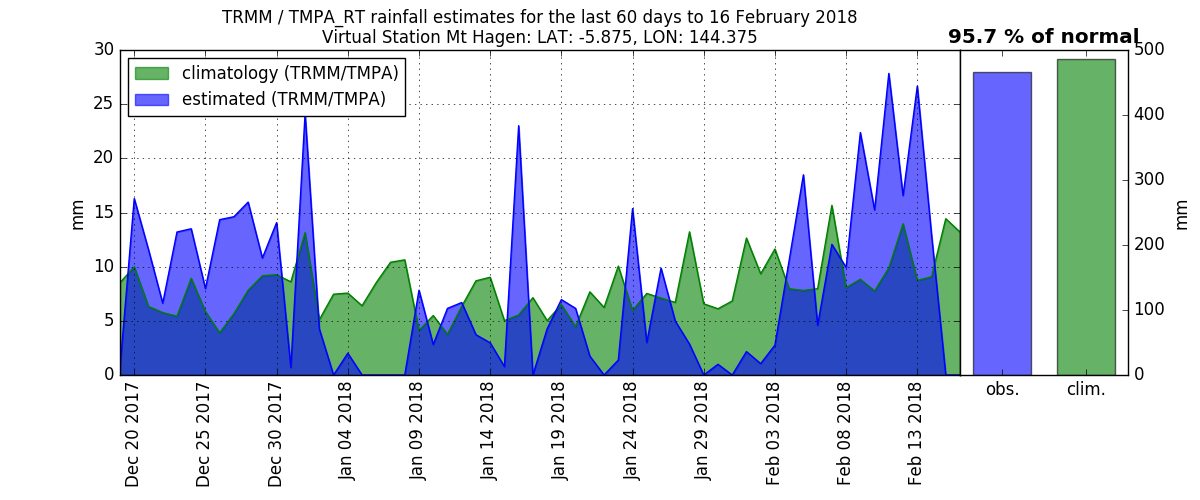 TRMM / TMPA_RT rainfall estimates for the last 60 days to 16 February 2018
Virtual Station Mt Hagen: LAT: -5.875, LON: 144.375
95.7 % of normal
climatology (TRMM/TMPA)
estimated (TRMM/TMPA)
30
25
20
15
10
5
0
mm
500
400
300
200
100
0
mm
obs.
clim.
Dec 20 2017
Dec 25 2017
Dec 30 2017
Jan 04 2018
Jan 09 2018
Jan 14 2018
Jan 19 2018
Jan 24 2018
Jan 29 2018
Feb 03 2018
Feb 08 2018
Feb 13 2018